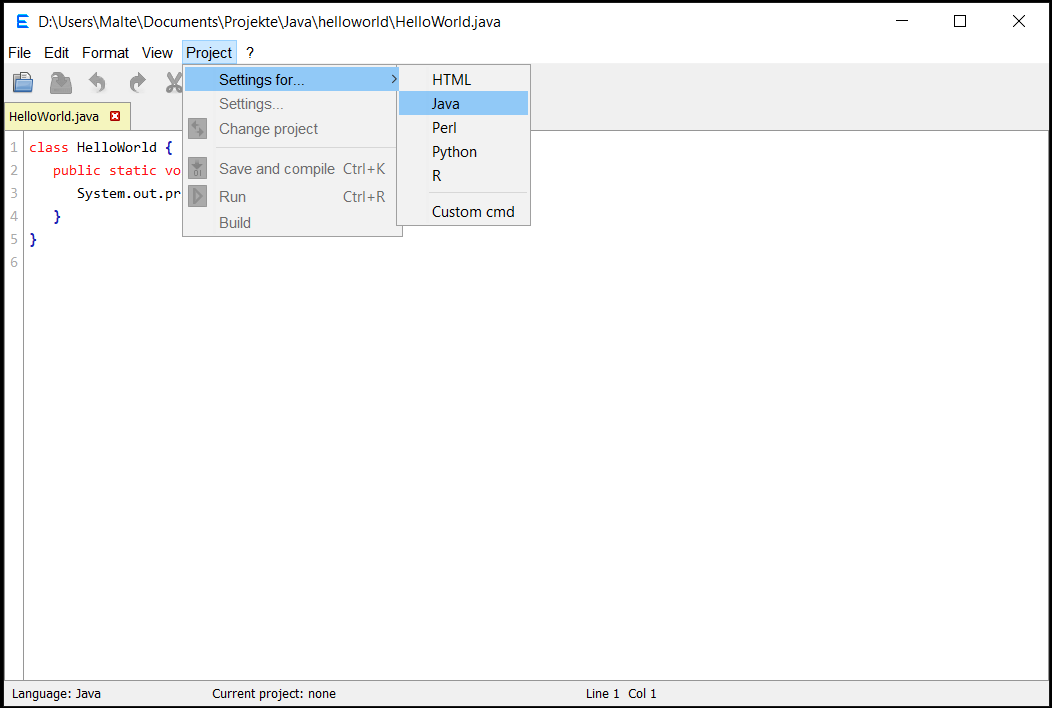 D:\Users\Malte\Documents\Projekte\Java\helloworld\HelloWorld.java
File Edit Format View Project ?
HelloWorld.java
Settings for...
Settings...
Change project
Save and compile Ctrl+K
Run Ctrl+R
Build
HTML
Java
Perl
Python
R
Custom cmd
1 class HelloWorld {
2 public static vo
3 System.out.pr
4 }
5 }
6
Language: Java Current project: none Line 1 Col 1